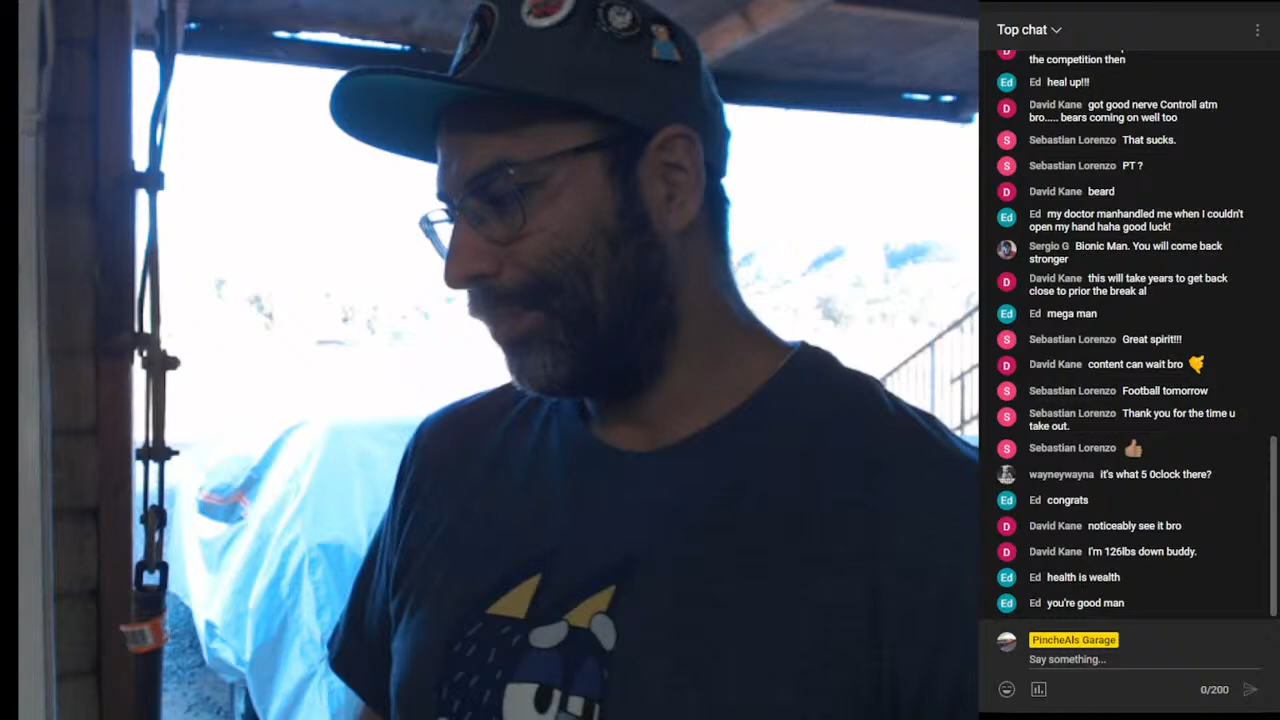 Top chat
the competition then
Ed heal up!!!
David Kane got good nerve Controll atm
bro..... bears coming on well too
Sebastian Lorenzo That sucks.
Sebastian Lorenzo PT ?
David Kane beard
Ed my doctor manhandled me when I couldn't
open my hand haha good luck!
Sergio G Bionic Man. You will come back
stronger
David Kane this will take years to get back
close to prior the break al
Ed mega man
Sebastian Lorenzo Great spirit!!!
David Kane content can wait bro
Sebastian Lorenzo Football tomorrow
Sebastian Lorenzo Thank you for the time u
take out.
Sebastian Lorenzo
wayneywayna it's what 5 0clock there?
Ed congrats
David Kane noticeably see it bro
David Kane I'm 126lbs down buddy.
Ed health is wealth
Ed you're good man
PincheAls Garage
Say something...
0/200